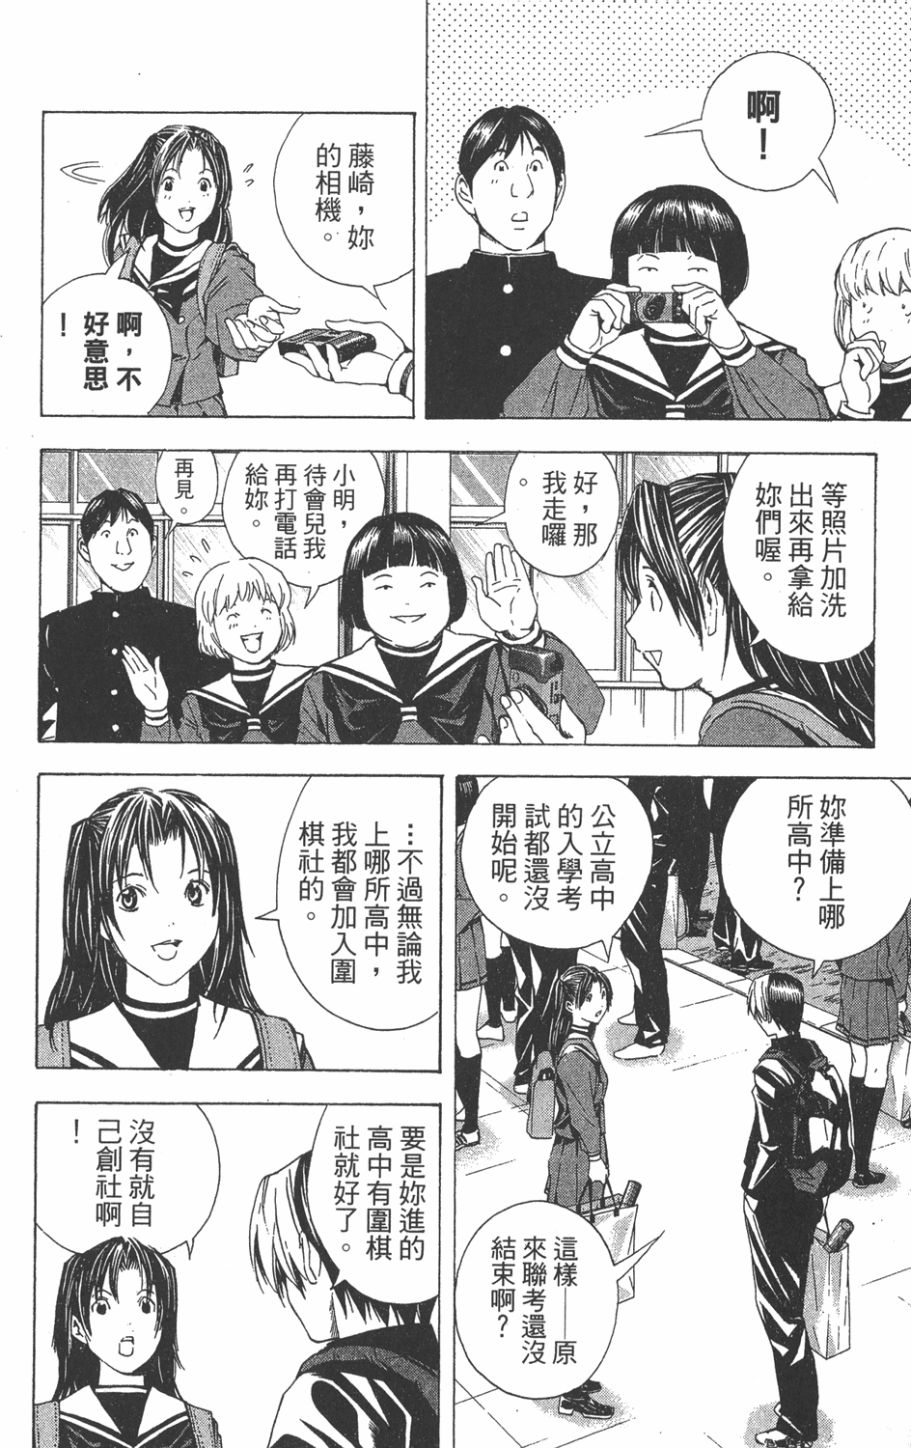 啊！
藤崎，妳
的相機。
啊，不
好意思
！
等照片加洗
出來再拿給
妳們喔。
好，那
我走囉
。
小明，
待會兒我
再打電話
給妳。
再見。
妳準備上哪
所高中？
公立高中
的入學考
試都還沒
開始呢。
這樣——原
來聯考還沒
結束啊？
…不過無論我
上哪所高中，
我都會加入圍
棋社的。
要是妳進的
高中有圍棋
社就好了。
沒有就自
己創社啊
！